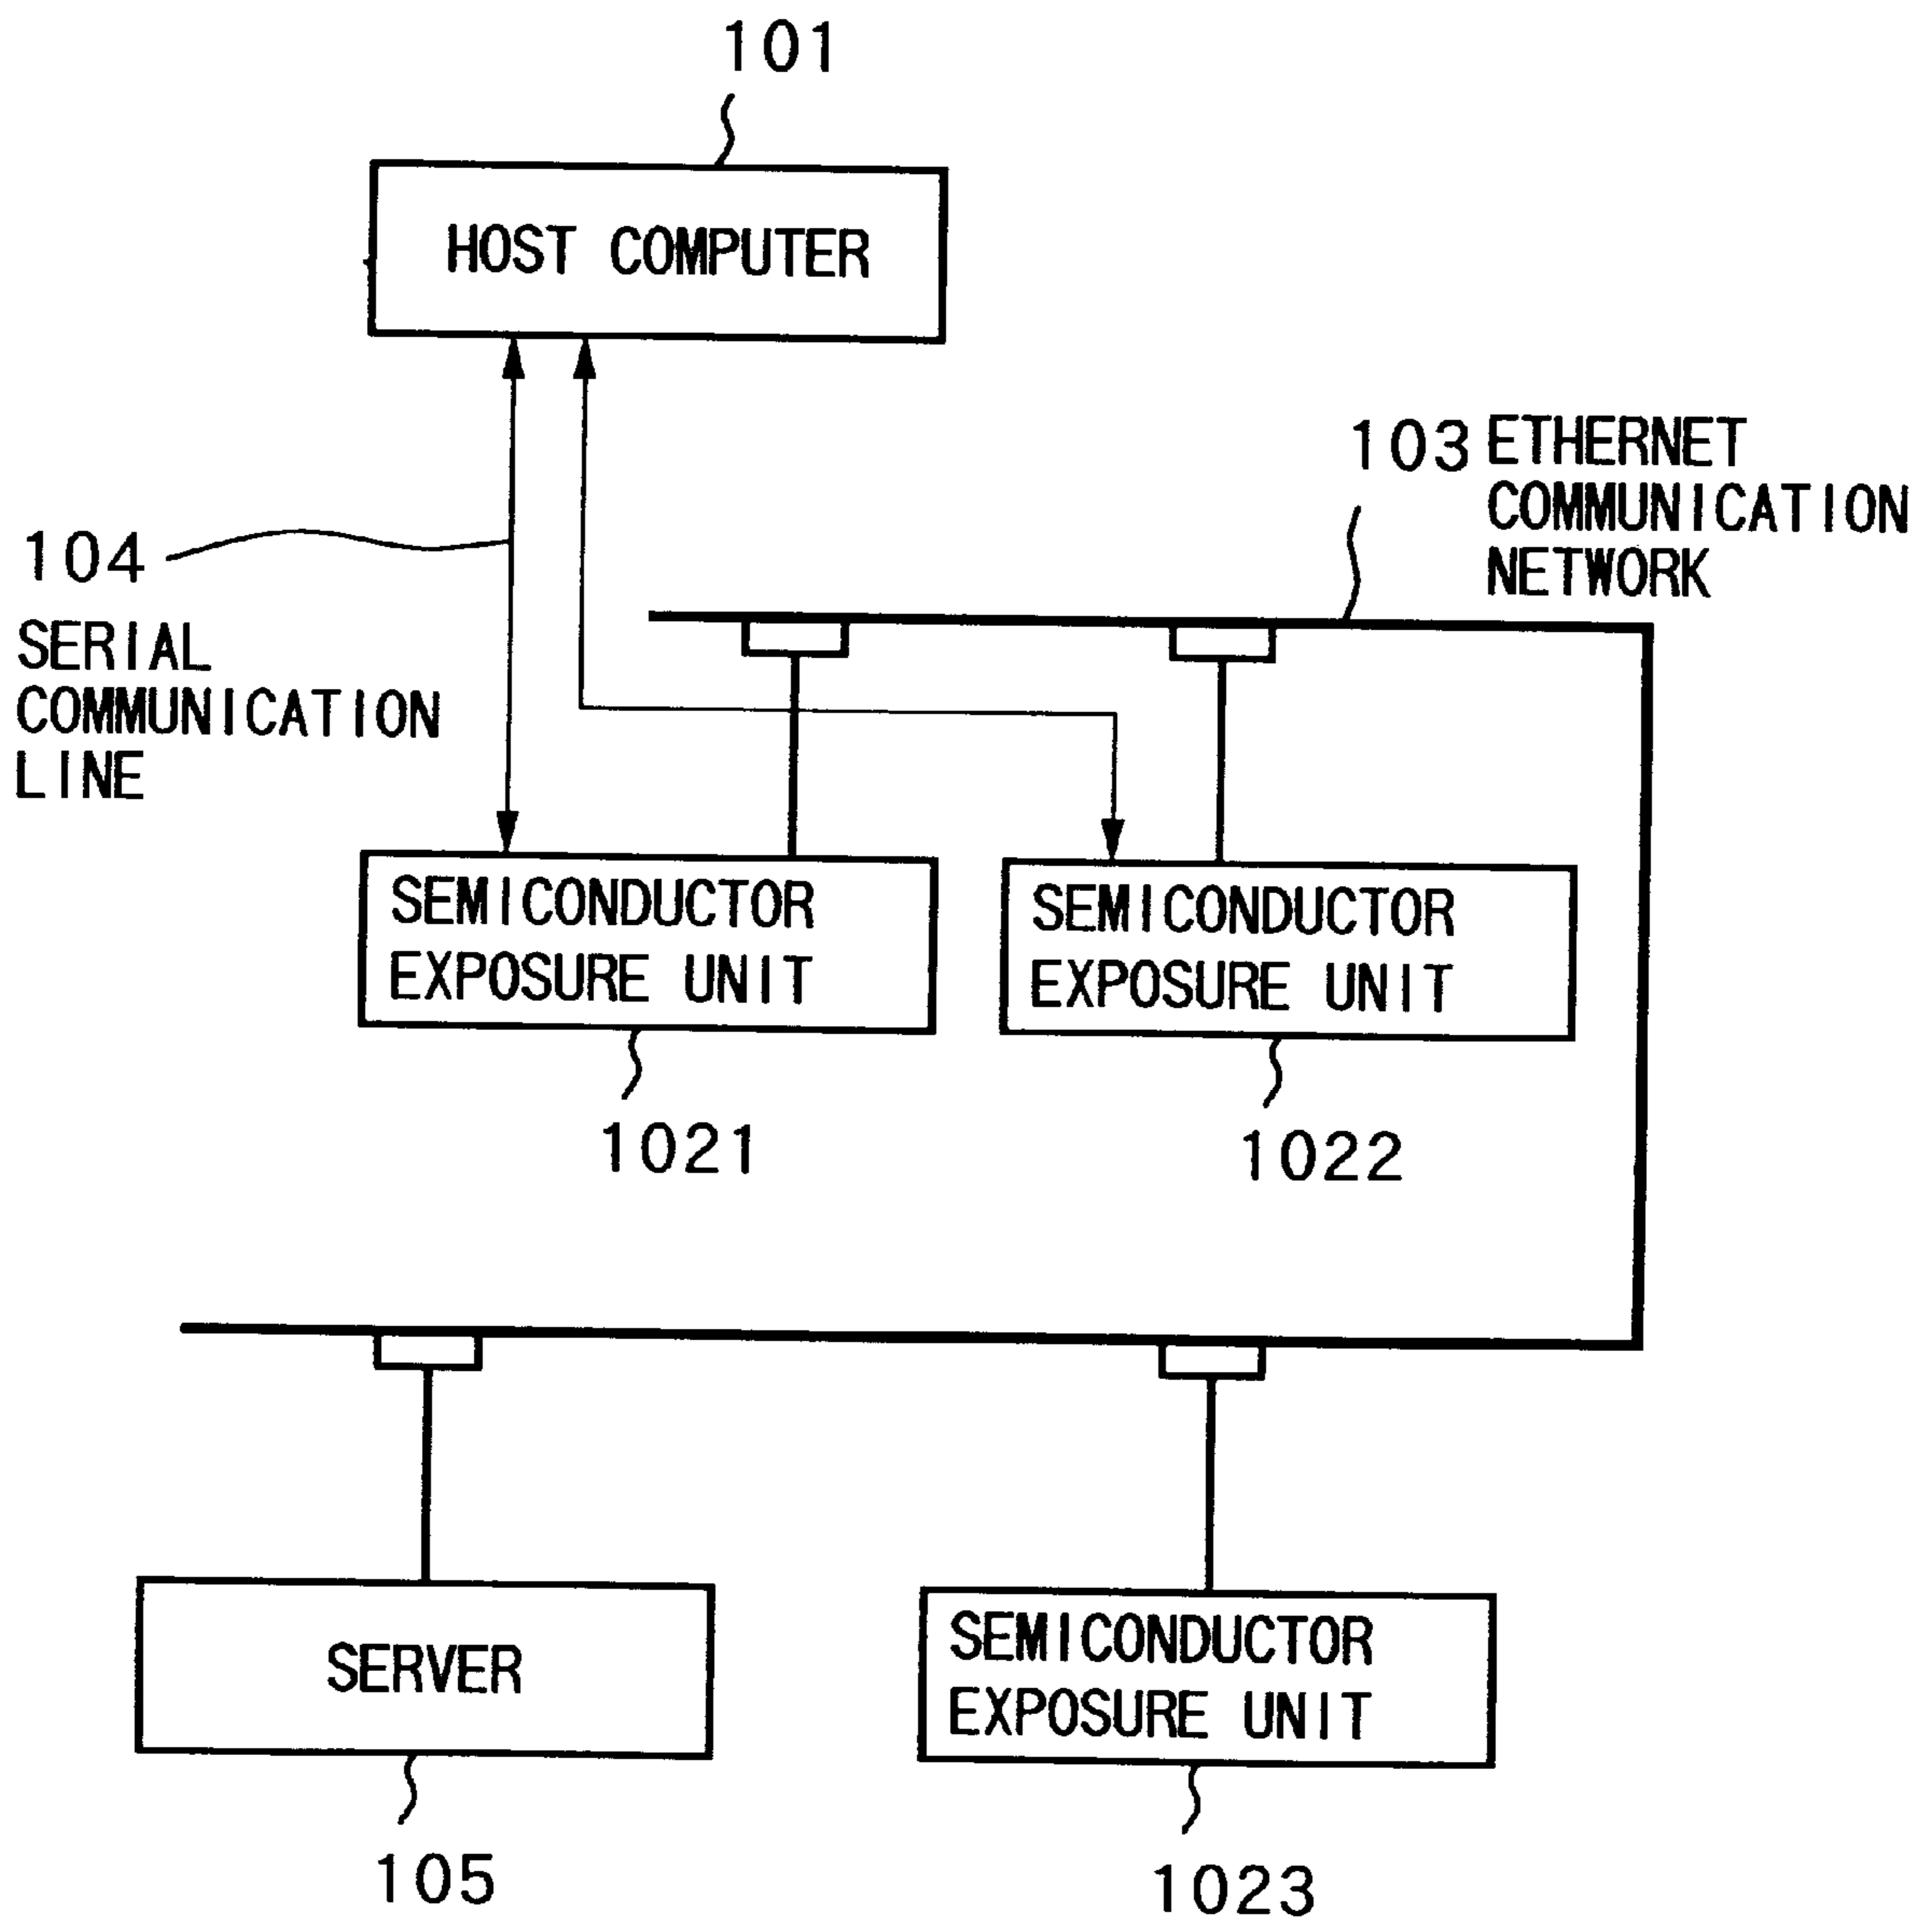 101
HOST COMPUTER
103 ETHERNET
COMMUNICATION
NETWORK
104
SERIAL
COMMUNICATION
LINE
SEMICONDUCTOR
EXPOSURE UNIT
1021
SEMICONDUCTOR
EXPOSURE UNIT
1022
SERVER
105
SEMICONDUCTOR
EXPOSURE UNIT
1023